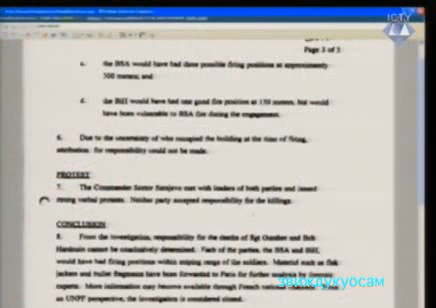 ICTY
Page 3 of 3
c. the BSA would have had three possible firing positions at approximately
500 meters; and
d. the BiH would have had one good fire position at 150 meters, but would
have been vulnerable to BSA fire during the engagement.
6. Due to the uncertainty of who occupied the building at the time of firing,
attribution for responsibility could not be made.
PROTEST
7. The Commander Sector Sarajevo met with leaders of both parties and issued
strong verbal protests. Neither party accepted responsibility for the killings.
CONCLUSION
8. From the investigation, responsibility for the deaths of Sgt and Brh
cannot be conclusively determined. Each of the parties, the BSA and BiH,
would have had firing positions within sniping range of the soldiers. Material such as flak
jackets and bullet fragments have been forwarded to Paris for further analysis by forensic
experts. More information may become available through French
an UNPF perspective, the investigation is considered closed.
звиждукуосам